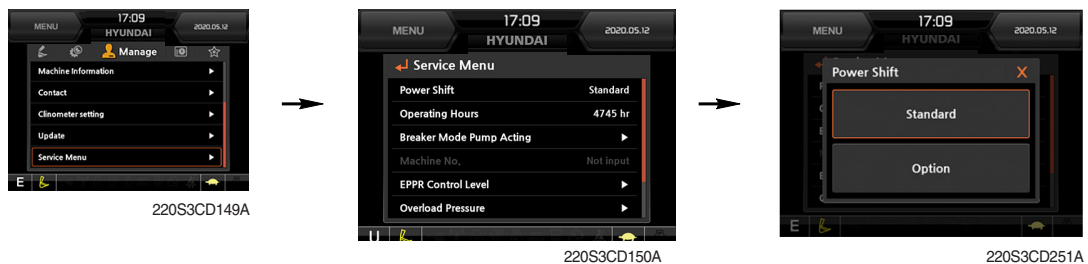 MENU
17:09
HYUNDAI
2020.05.12
Manage
Machine Information
Contact
Clinometer setting
Update
Service Menu
E
220S3CD149A
MENU
17:09
HYUNDAI
2020.05.12
Service Menu
Power Shift Standard
Operating Hours 4745 hr
Breaker Mode Pump Acting
Machine No. Not input
EPPR Control Level
Overload Pressure
U
220S3CD150A
MENU
17:09
HYUNDAI
2020.05.12
Power Shift X
Standard
Option
E
220S3CD251A